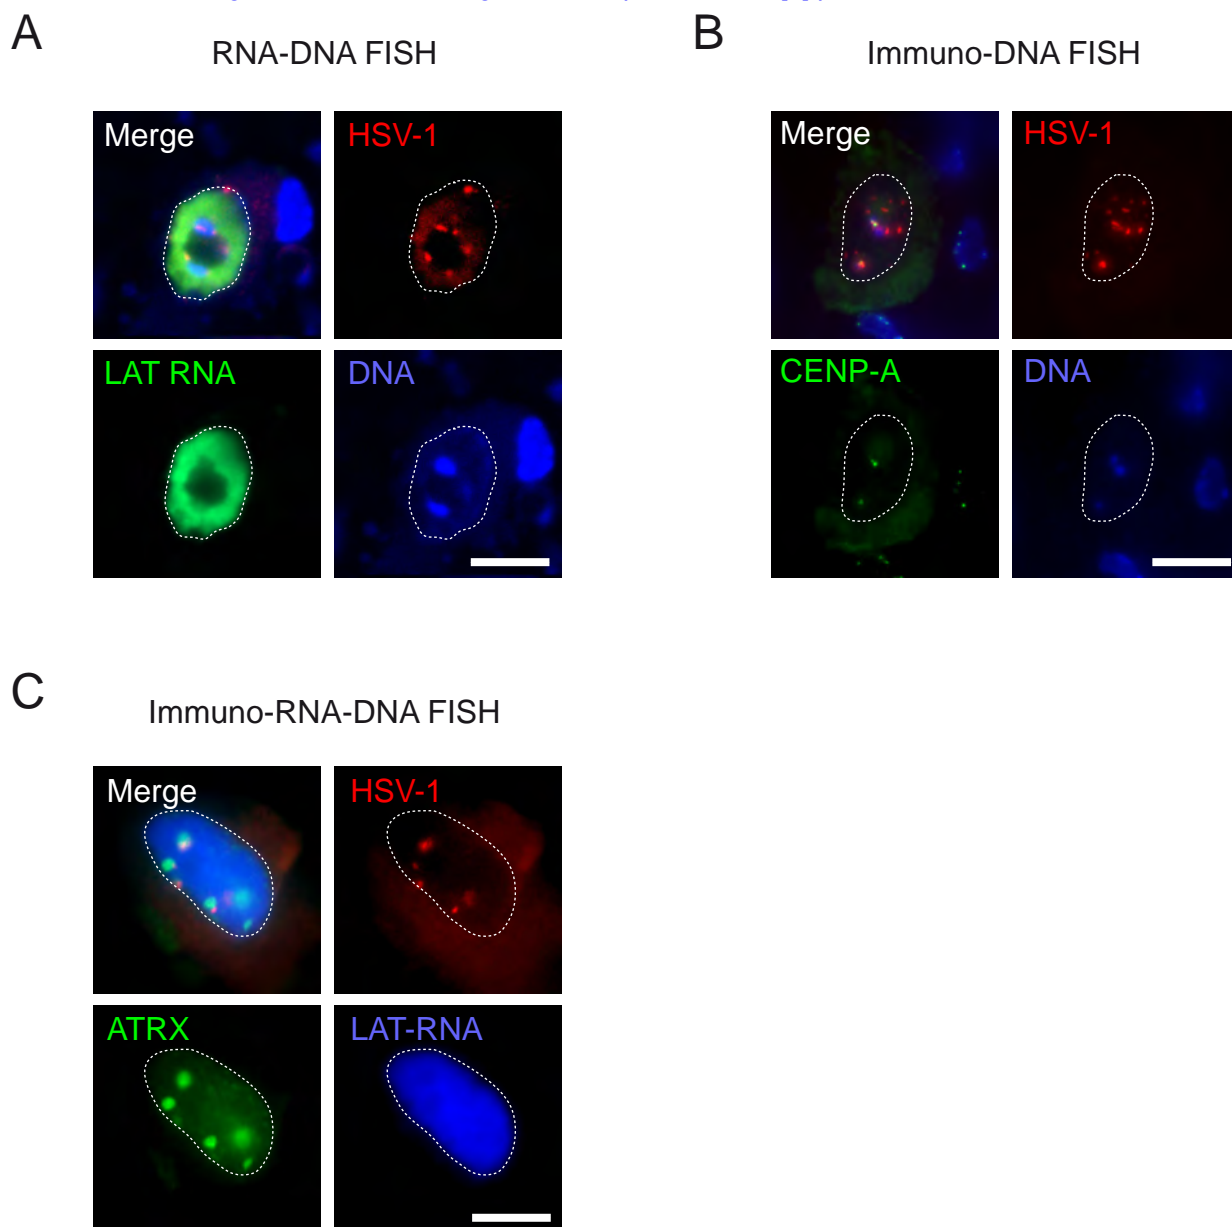 A
RNA-DNA FISH
Merge
HSV-1
LAT RNA
DNA
B
Immuno-DNA FISH
Merge
HSV-1
CENP-A
DNA
C
Immuno-RNA-DNA FISH
Merge
HSV-1
ATRX
LAT-RNA